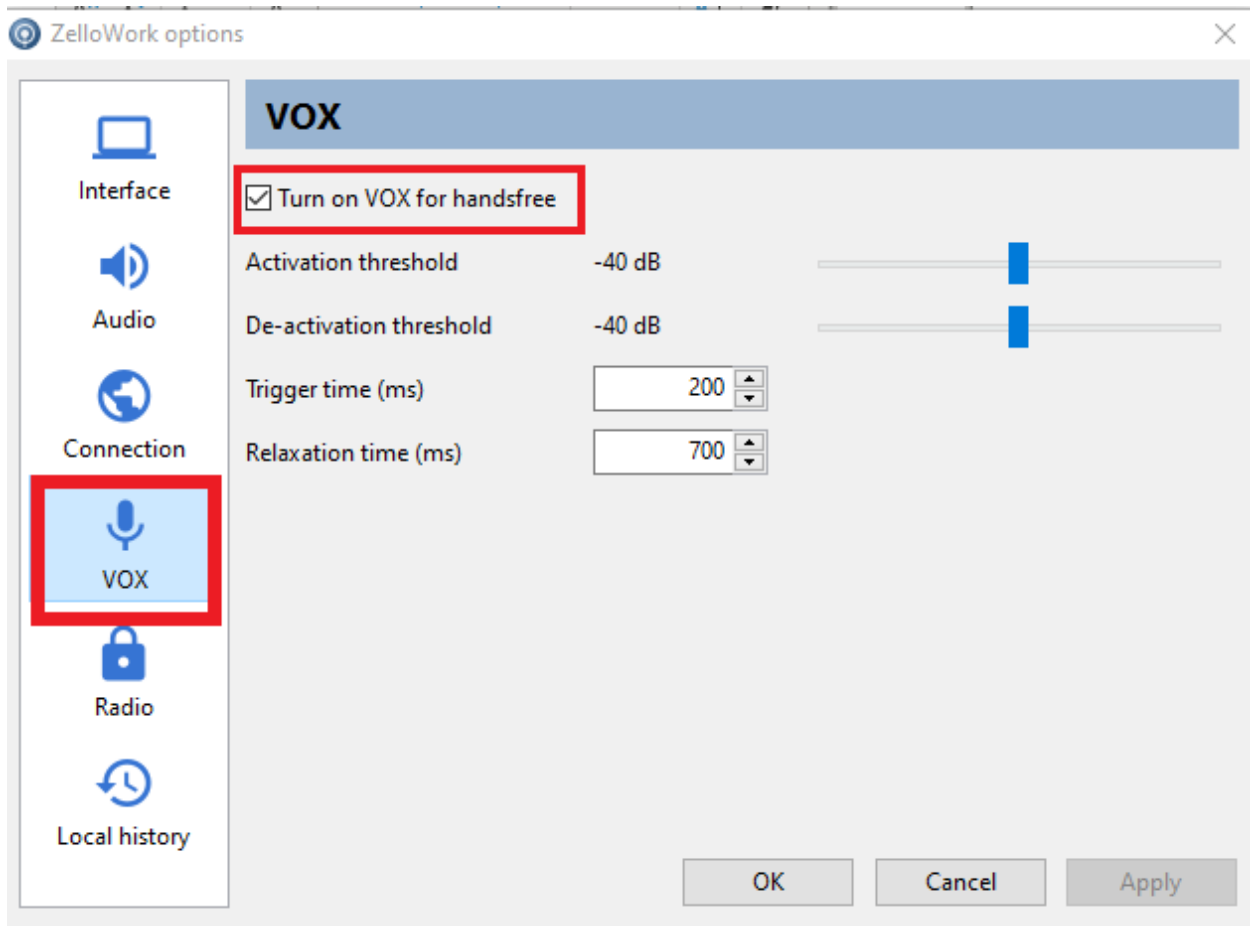 ZelloWork options
Interface
Audio
Connection
VOX
Radio
Local history
VOX
Turn on VOX for handsfree
Activation threshold -40 dB
De-activation threshold -40 dB
Trigger time (ms) 200
Relaxation time (ms) 700
OK Cancel Apply